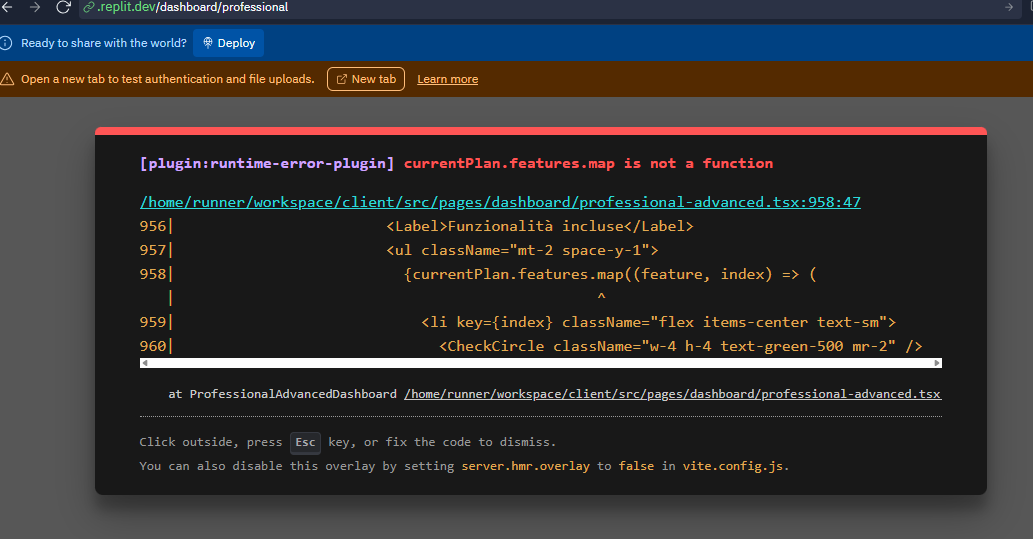 .replit.dev/dashboard/professional
Ready to share with the world? Deploy
Open a new tab to test authentication and file uploads. New tab Learn more
[plugin:runtime-error-plugin] currentPlan.features.map is not a function
/home/runner/workspace/client/src/pages/dashboard/professional-advanced.tsx:958:47
956| <Label>Funzionalità incluse</Label>
957| <ul className="mt-2 space-y-1">
958| {currentPlan.features.map((feature, index) => (
| ^
959| <li key={index} className="flex items-center text-sm">
960| <CheckCircle className="w-4 h-4 text-green-500 mr-2" />
at ProfessionalAdvancedDashboard /home/runner/workspace/client/src/pages/dashboard/professional-advanced.tsx
Click outside, press Esc key, or fix the code to dismiss.
You can also disable this overlay by setting server.hmr.overlay to false in vite.config.js.